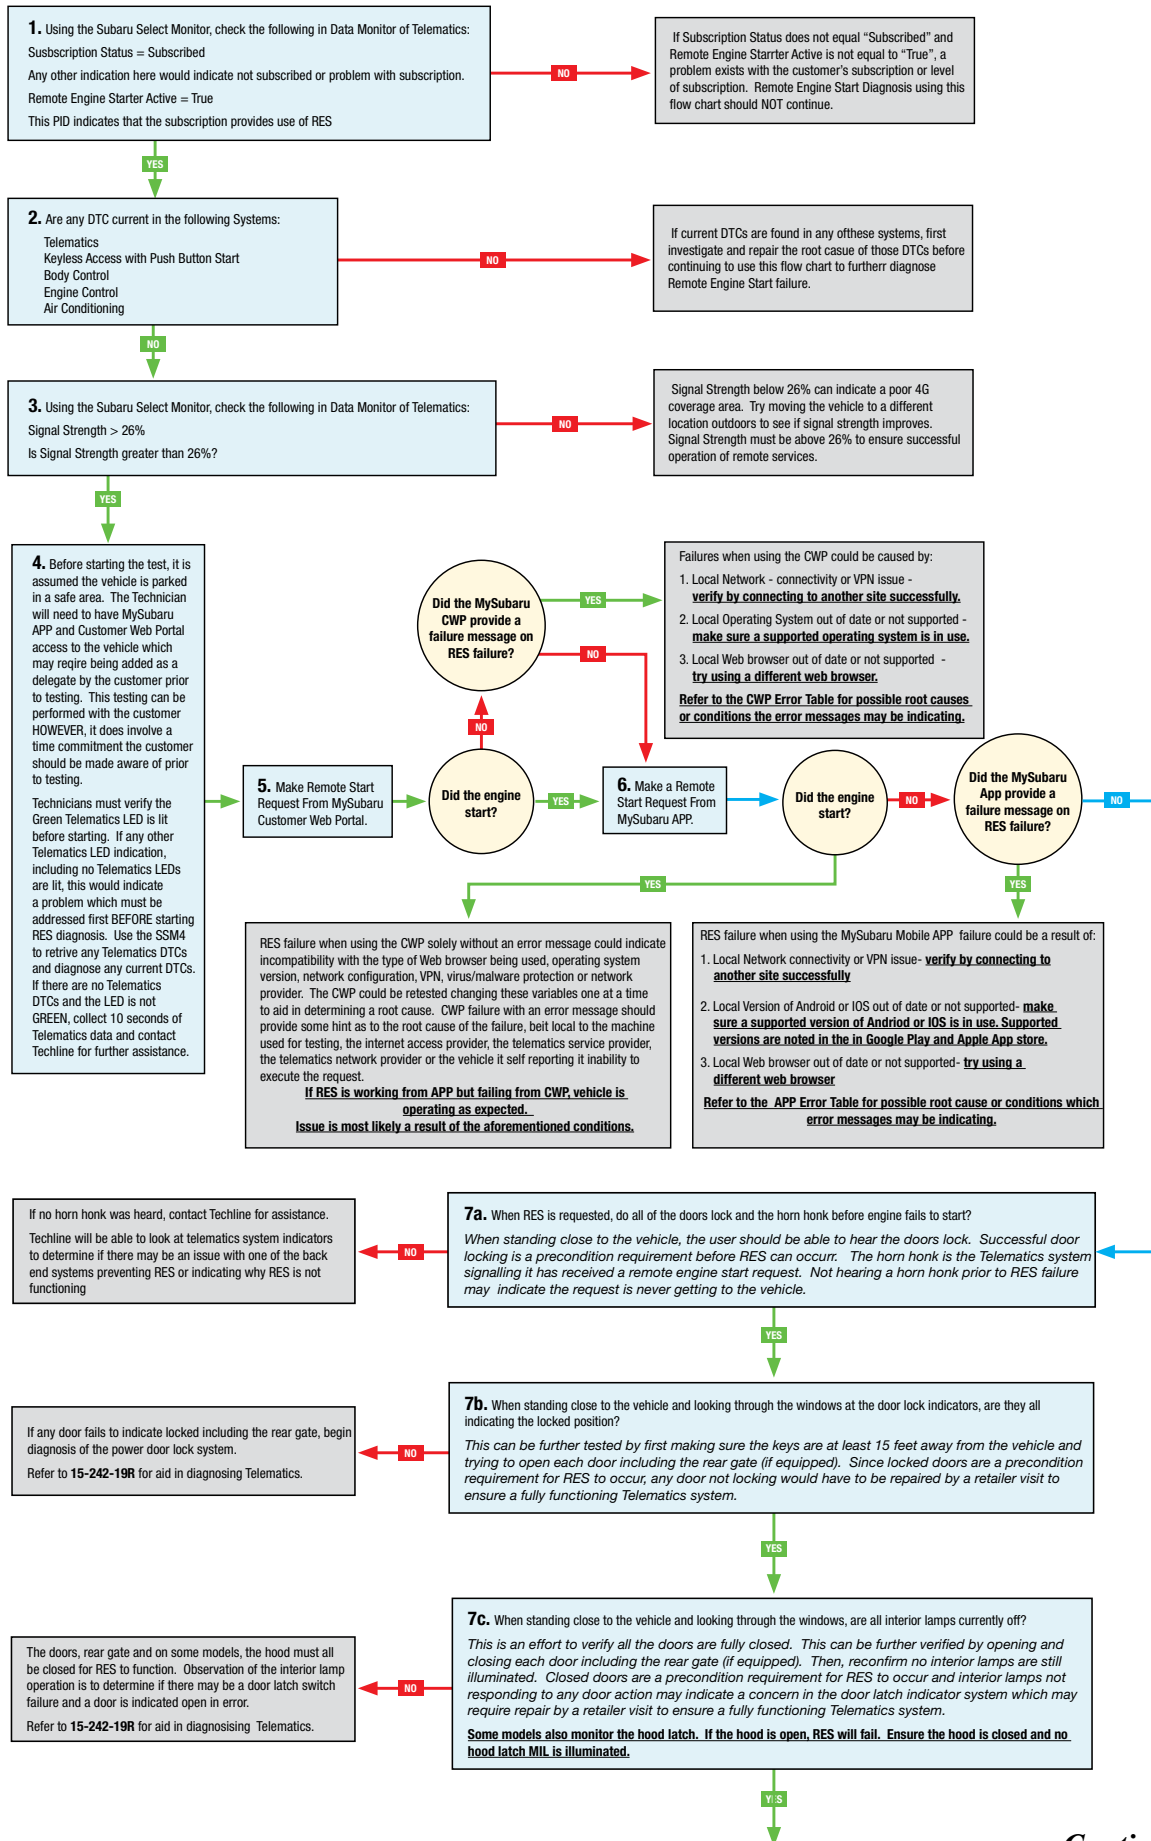 1. Using the Subaru Select Monitor, check the following in Data Monitor of Telematics:
Susbscription Status = Subscribed
Any other indication here would indicate not subscribed or problem with subscription.
Remote Engine Starter Active = True
This PID indicates that the subscription provides use of RES
NO
If Subscription Status does not equal “Subscribed” and
Remote Engine Starrter Active is not equal to “True”, a
problem exists with the customer’s subscription or level
of subscription. Remote Engine Start Diagnosis using this
flow chart should NOT continue.
YES
2. Are any DTC current in the following Systems:
Telematics
Keyless Access with Push Button Start
Body Control
Engine Control
Air Conditioning
NO
If current DTCs are found in any ofthese systems, first
investigate and repair the root casue of those DTCs before
continuing to use this flow chart to furtherr diagnose
Remote Engine Start failure.
NO
3. Using the Subaru Select Monitor, check the following in Data Monitor of Telematics:
Signal Strength > 26%
Is Signal Strength greater than 26%?
NO
Signal Strength below 26% can indicate a poor 4G
coverage area. Try moving the vehicle to a different
location outdoors to see if signal strength improves.
Signal Strength must be above 26% to ensure successful
operation of remote services.
YES
4. Before starting the test, it is
assumed the vehicle is parked
in a safe area. The Technician
will need to have MySubaru
APP and Customer Web Portal
access to the vehicle which
may reqire being added as a
delegate by the customer prior
to testing. This testing can be
performed with the customer
HOWEVER, it does involve a
time commitment the customer
should be made aware of prior
to testing.
Technicians must verify the
Green Telematics LED is lit
before starting. If any other
Telematics LED indication,
including no Telematics LEDs
are lit, this would indicate
a problem which must be
addressed first BEFORE starting
RES diagnosis. Use the SSM4
to retrive any Telematics DTCs
and diagnose any current DTCs.
If there are no Telematics
DTCs and the LED is not
GREEN, collect 10 seconds of
Telematics data and contact
Techline for further assistance.
5. Make Remote Start
Request From MySubaru
Customer Web Portal.
Did the engine
start?
NO
Did the MySubaru
CWP provide a
failure message on
RES failure?
YES
NO
Failures when using the CWP could be caused by:
1. Local Network - connectivity or VPN issue -
verify by connecting to another site successfully.
2. Local Operating System out of date or not supported -
make sure a supported operating system is in use.
3. Local Web browser out of date or not supported -
try using a different web browser.
Refer to the CWP Error Table for possible root causes
or conditions the error messages may be indicating.
YES
6. Make a Remote
Start Request From
MySubaru APP.
Did the engine
start?
NO
Did the MySubaru
App provide a
failure message on
RES failure?
NO
YES
YES
RES failure when using the CWP solely without an error message could indicate
incompatibility with the type of Web browser being used, operating system
version, network configuration, VPN, virus/malware protection or network
provider. The CWP could be retested changing these variables one at a time
to aid in determining a root cause. CWP failure with an error message should
provide some hint as to the root cause of the failure, beit local to the machine
used for testing, the internet access provider, the telematics service provider,
the telematics network provider or the vehicle it self reporting it inability to
execute the request.
If RES is working from APP but failing from CWP, vehicle is
operating as expected.
Issue is most likely a result of the aforementioned conditions.
RES failure when using the MySubaru Mobile APP failure could be a result of:
1. Local Network connectivity or VPN issue- verify by connecting to
another site successfully
2. Local Version of Android or IOS out of date or not supported- make
sure a supported version of Andriod or IOS is in use. Supported
versions are noted in the in Google Play and Apple App store.
3. Local Web browser out of date or not supported- try using a
different web browser
Refer to the APP Error Table for possible root cause or conditions which
error messages may be indicating.
If no horn honk was heard, contact Techline for assistance.
Techline will be able to look at telematics system indicators
to determine if there may be an issue with one of the back
end systems preventing RES or indicating why RES is not
functioning
NO
7a. When RES is requested, do all of the doors lock and the horn honk before engine fails to start?
When standing close to the vehicle, the user should be able to hear the doors lock. Successful door
locking is a precondition requirement before RES can occurr. The horn honk is the Telematics system
signalling it has received a remote engine start request. Not hearing a horn honk prior to RES failure
may indicate the request is never getting to the vehicle.
YES
If any door fails to indicate locked including the rear gate, begin
diagnosis of the power door lock system.
Refer to 15-242-19R for aid in diagnosing Telematics.
NO
7b. When standing close to the vehicle and looking through the windows at the door lock indicators, are they all
indicating the locked position?
This can be further tested by first making sure the keys are at least 15 feet away from the vehicle and
trying to open each door including the rear gate (if equipped). Since locked doors are a precondition
requirement for RES to occur, any door not locking would have to be repaired by a retailer visit to
ensure a fully functioning Telematics system.
YES
The doors, rear gate and on some models, the hood must all
be closed for RES to function. Observation of the interior lamp
operation is to determine if there may be a door latch switch
failure and a door is indicated open in error.
Refer to 15-242-19R for aid in diagnosising Telematics.
NO
7c. When standing close to the vehicle and looking through the windows, are all interior lamps currently off?
This is an effort to verify all the doors are fully closed. This can be further verified by opening and
closing each door including the rear gate (if equipped). Then, reconfirm no interior lamps are still
illuminated. Closed doors are a precondition requirement for RES to occur and interior lamps not
responding to any door action may indicate a concern in the door latch indicator system which may
require repair by a retailer visit to ensure a fully functioning Telematics system.
Some models also monitor the hood latch. If the hood is open, RES will fail. Ensure the hood is closed and no
hood latch MIL is illuminated.
YES